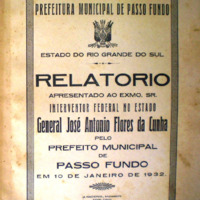 PREFEITURA MUNICIPAL DE PASSO FUNDO
ESTADO DO RIO GRANDE DO SUL
RELATORIO
APRESENTADO AO EXMO. SR.
INTERVENTOR FEDERAL NO ESTADO
General José Antonio Flores da Cunha
PELO
PREFEITO MUNICIPAL
DE
PASSO FUNDO
EM 10 DE JANEIRO DE 1932.